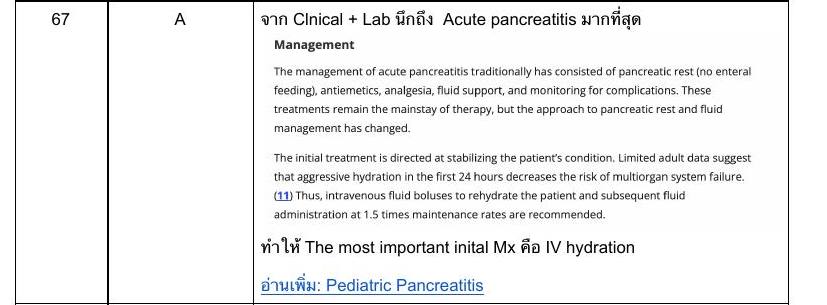 67 A จาก Clnical + Lab นึกถึง Acute pancreatitis มากที่สุด
Management
The management of acute pancreatitis traditionally has consisted of pancreatic rest (no enteral
feeding), antiemetics, analgesia, fluid support, and monitoring for complications. These
treatments remain the mainstay of therapy, but the approach to pancreatic rest and fluid
management has changed.
The initial treatment is directed at stabilizing the patient’s condition. Limited adult data suggest
that aggressive hydration in the first 24 hours decreases the risk of multiorgan system failure.
(11) Thus, intravenous fluid boluses to rehydrate the patient and subsequent fluid
administration at 1.5 times maintenance rates are recommended.
ทำให้ The most important inital Mx คือ IV hydration
อ่านเพิ่ม: Pediatric Pancreatitis